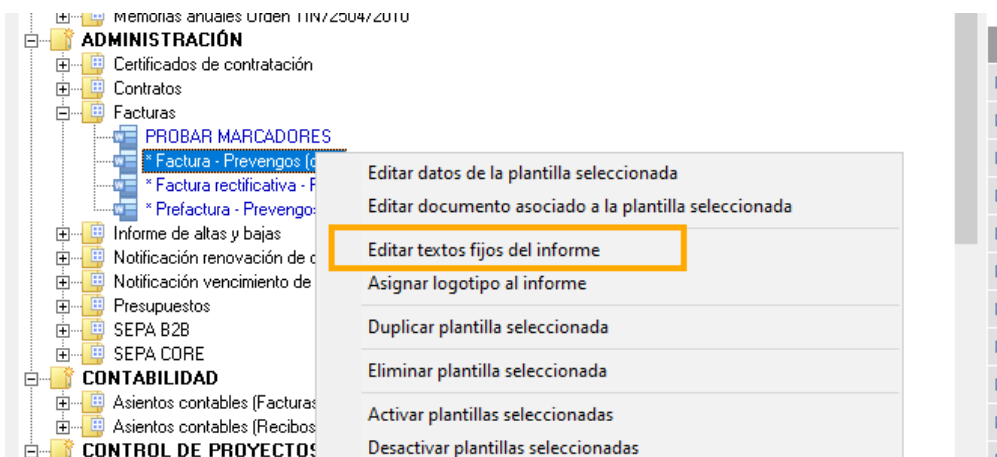 Memorias anuales Orden TIN/2504/2010
ADMINISTRACIÓN
Certificados de contratación
Contratos
Facturas
PROBAR MARCADORES
* Factura - Prevengos (
* Factura rectificativa -
* Prefactura - Prevengo
Informe de altas y bajas
Notificación renovación de
Notificación vencimiento de
Presupuestos
SEPA B2B
SEPA CORE
CONTABILIDAD
Asientos contables (Facturas
Asientos contables (Recibos
CONTROL DE PROYECTOS
Editar datos de la plantilla seleccionada
Editar documento asociado a la plantilla seleccionada
Editar textos fijos del informe
Asignar logotipo al informe
Duplicar plantilla seleccionada
Eliminar plantilla seleccionada
Activar plantillas seleccionadas
Desactivar plantillas seleccionadas